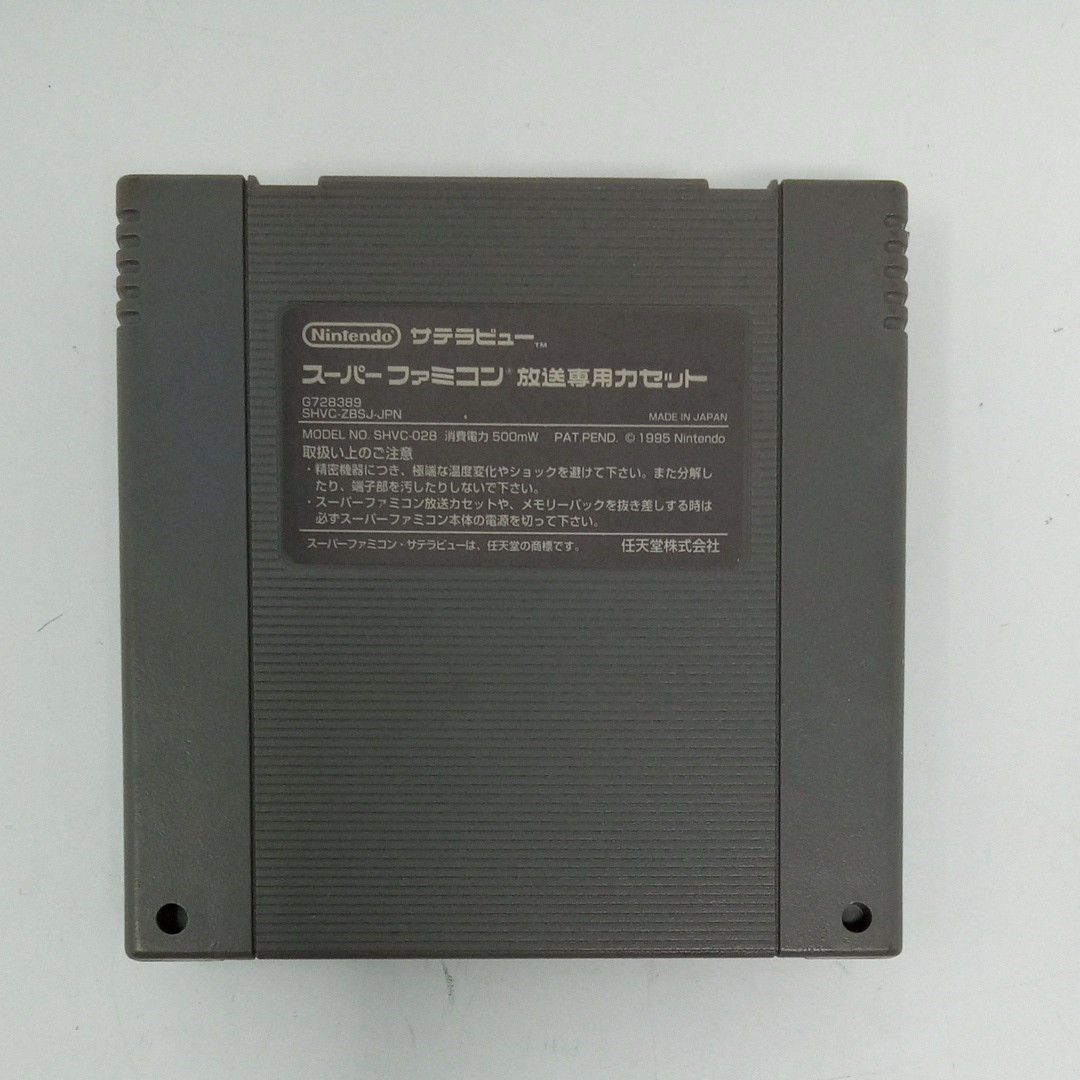 Nintendo® サテラビュー™
スーパーファミコン® 放送専用カセット
G728389
SHVC-ZBSJ-JPN MADE IN JAPAN
MODEL NO. SHVC-028 消費電力 500mW PAT.PEND. © 1995 Nintendo
取扱い上のご注意
・精密機器につき、極端な温度変化やショックを避けて下さい。また分解し
たり、端子部を汚したりしないで下さい。
・スーパーファミコン放送カセットや、メモリーパックを抜き差しする時は
必ずスーパーファミコン本体の電源を切って下さい。
スーパーファミコン・サテラビューは、任天堂の商標です。 任天堂株式会社